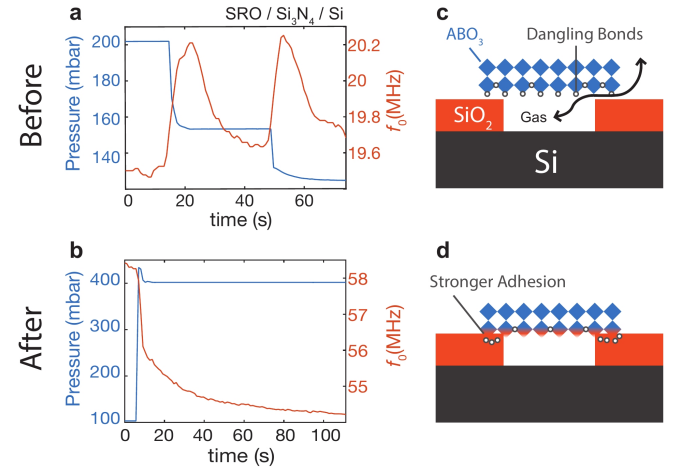 a
SRO / Si₃N₄ / Si
Before
Pressure (mbar)
200
180
160
140
20.2
20
19.8
19.6
f₀(MHz)
0
20
40
60
time (s)
c
ABO₃
Dangling Bonds
SiO₂
Gas
Si
b
After
Pressure (mbar)
400
300
200
100
58
57
56
55
f₀(MHz)
0
20
40
60
80
100
time (s)
d
Stronger Adhesion